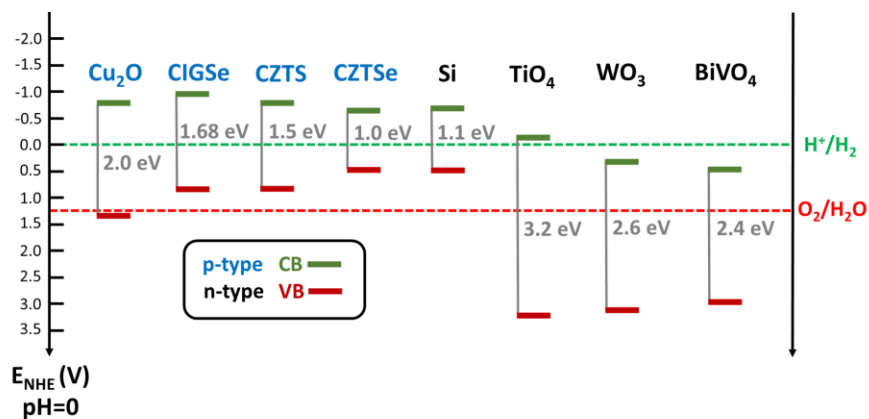 -2.0
-1.5
-1.0
-0.5
0.0
0.5
1.0
1.5
2.0
2.5
3.0
3.5
E_NHE (V)
pH=0
Cu₂O CIGSe CZTS CZTSe Si TiO₄ WO₃ BiVO₄
2.0 eV 1.68 eV 1.5 eV 1.0 eV 1.1 eV 3.2 eV 2.6 eV 2.4 eV
H⁺/H₂
O₂/H₂O
p-type CB
n-type VB